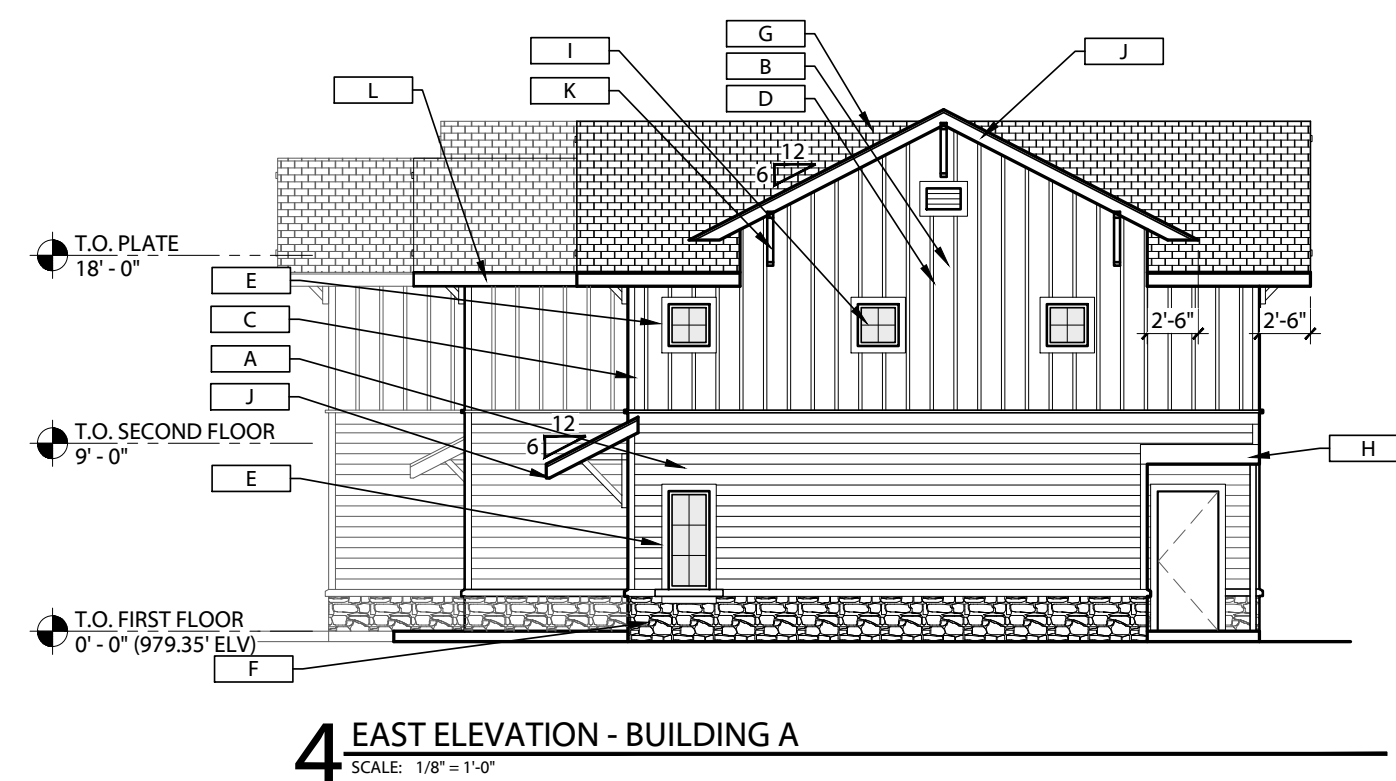 G
I
B
J
L
K
D
12
6
T.O. PLATE
18' - 0"
E
C
2'-6"
2'-6"
A
J
12
6
T.O. SECOND FLOOR
9' - 0"
H
E
T.O. FIRST FLOOR
0' - 0" (979.35' ELV)
F
4 EAST ELEVATION - BUILDING A
SCALE: 1/8" = 1'-0"